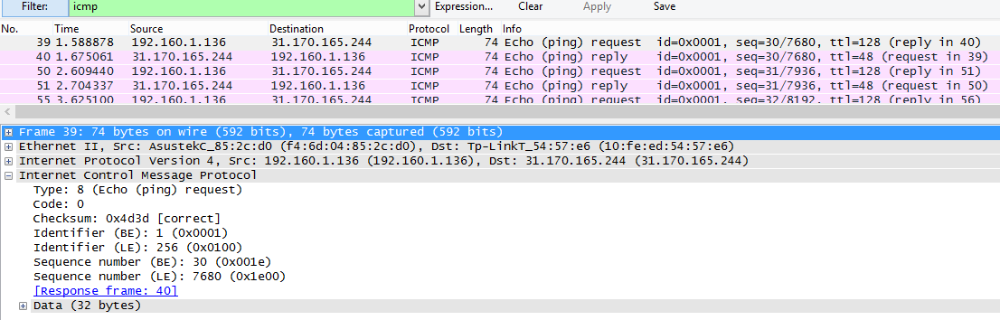 Filter: icmp Expression... Clear Apply Save
No. Time Source Destination Protocol Length Info
39 1.588878 192.160.1.136 31.170.165.244 ICMP 74 Echo (ping) request id=0x0001, seq=30/7680, ttl=128 (reply in 40)
40 1.675061 31.170.165.244 192.160.1.136 ICMP 74 Echo (ping) reply id=0x0001, seq=30/7680, ttl=48 (request in 39)
50 2.609440 192.160.1.136 31.170.165.244 ICMP 74 Echo (ping) request id=0x0001, seq=31/7936, ttl=128 (reply in 51)
51 2.704337 31.170.165.244 192.160.1.136 ICMP 74 Echo (ping) reply id=0x0001, seq=31/7936, ttl=48 (request in 50)
55 3.625100 192.160.1.136 31.170.165.244 ICMP 74 Echo (ping) request id=0x0001, seq=32/8192, ttl=128 (reply in 56)
Frame 39: 74 bytes on wire (592 bits), 74 bytes captured (592 bits)
Ethernet II, Src: AsustekC_85:2c:d0 (f4:6d:04:85:2c:d0), Dst: Tp-LinkT_54:57:e6 (10:fe:ed:54:57:e6)
Internet Protocol Version 4, Src: 192.160.1.136 (192.160.1.136), Dst: 31.170.165.244 (31.170.165.244)
Internet Control Message Protocol
Type: 8 (Echo (ping) request)
Code: 0
Checksum: 0x4d3d [correct]
Identifier (BE): 1 (0x0001)
Identifier (LE): 256 (0x0100)
Sequence number (BE): 30 (0x001e)
Sequence number (LE): 7680 (0x1e00)
[Response frame: 40]
Data (32 bytes)